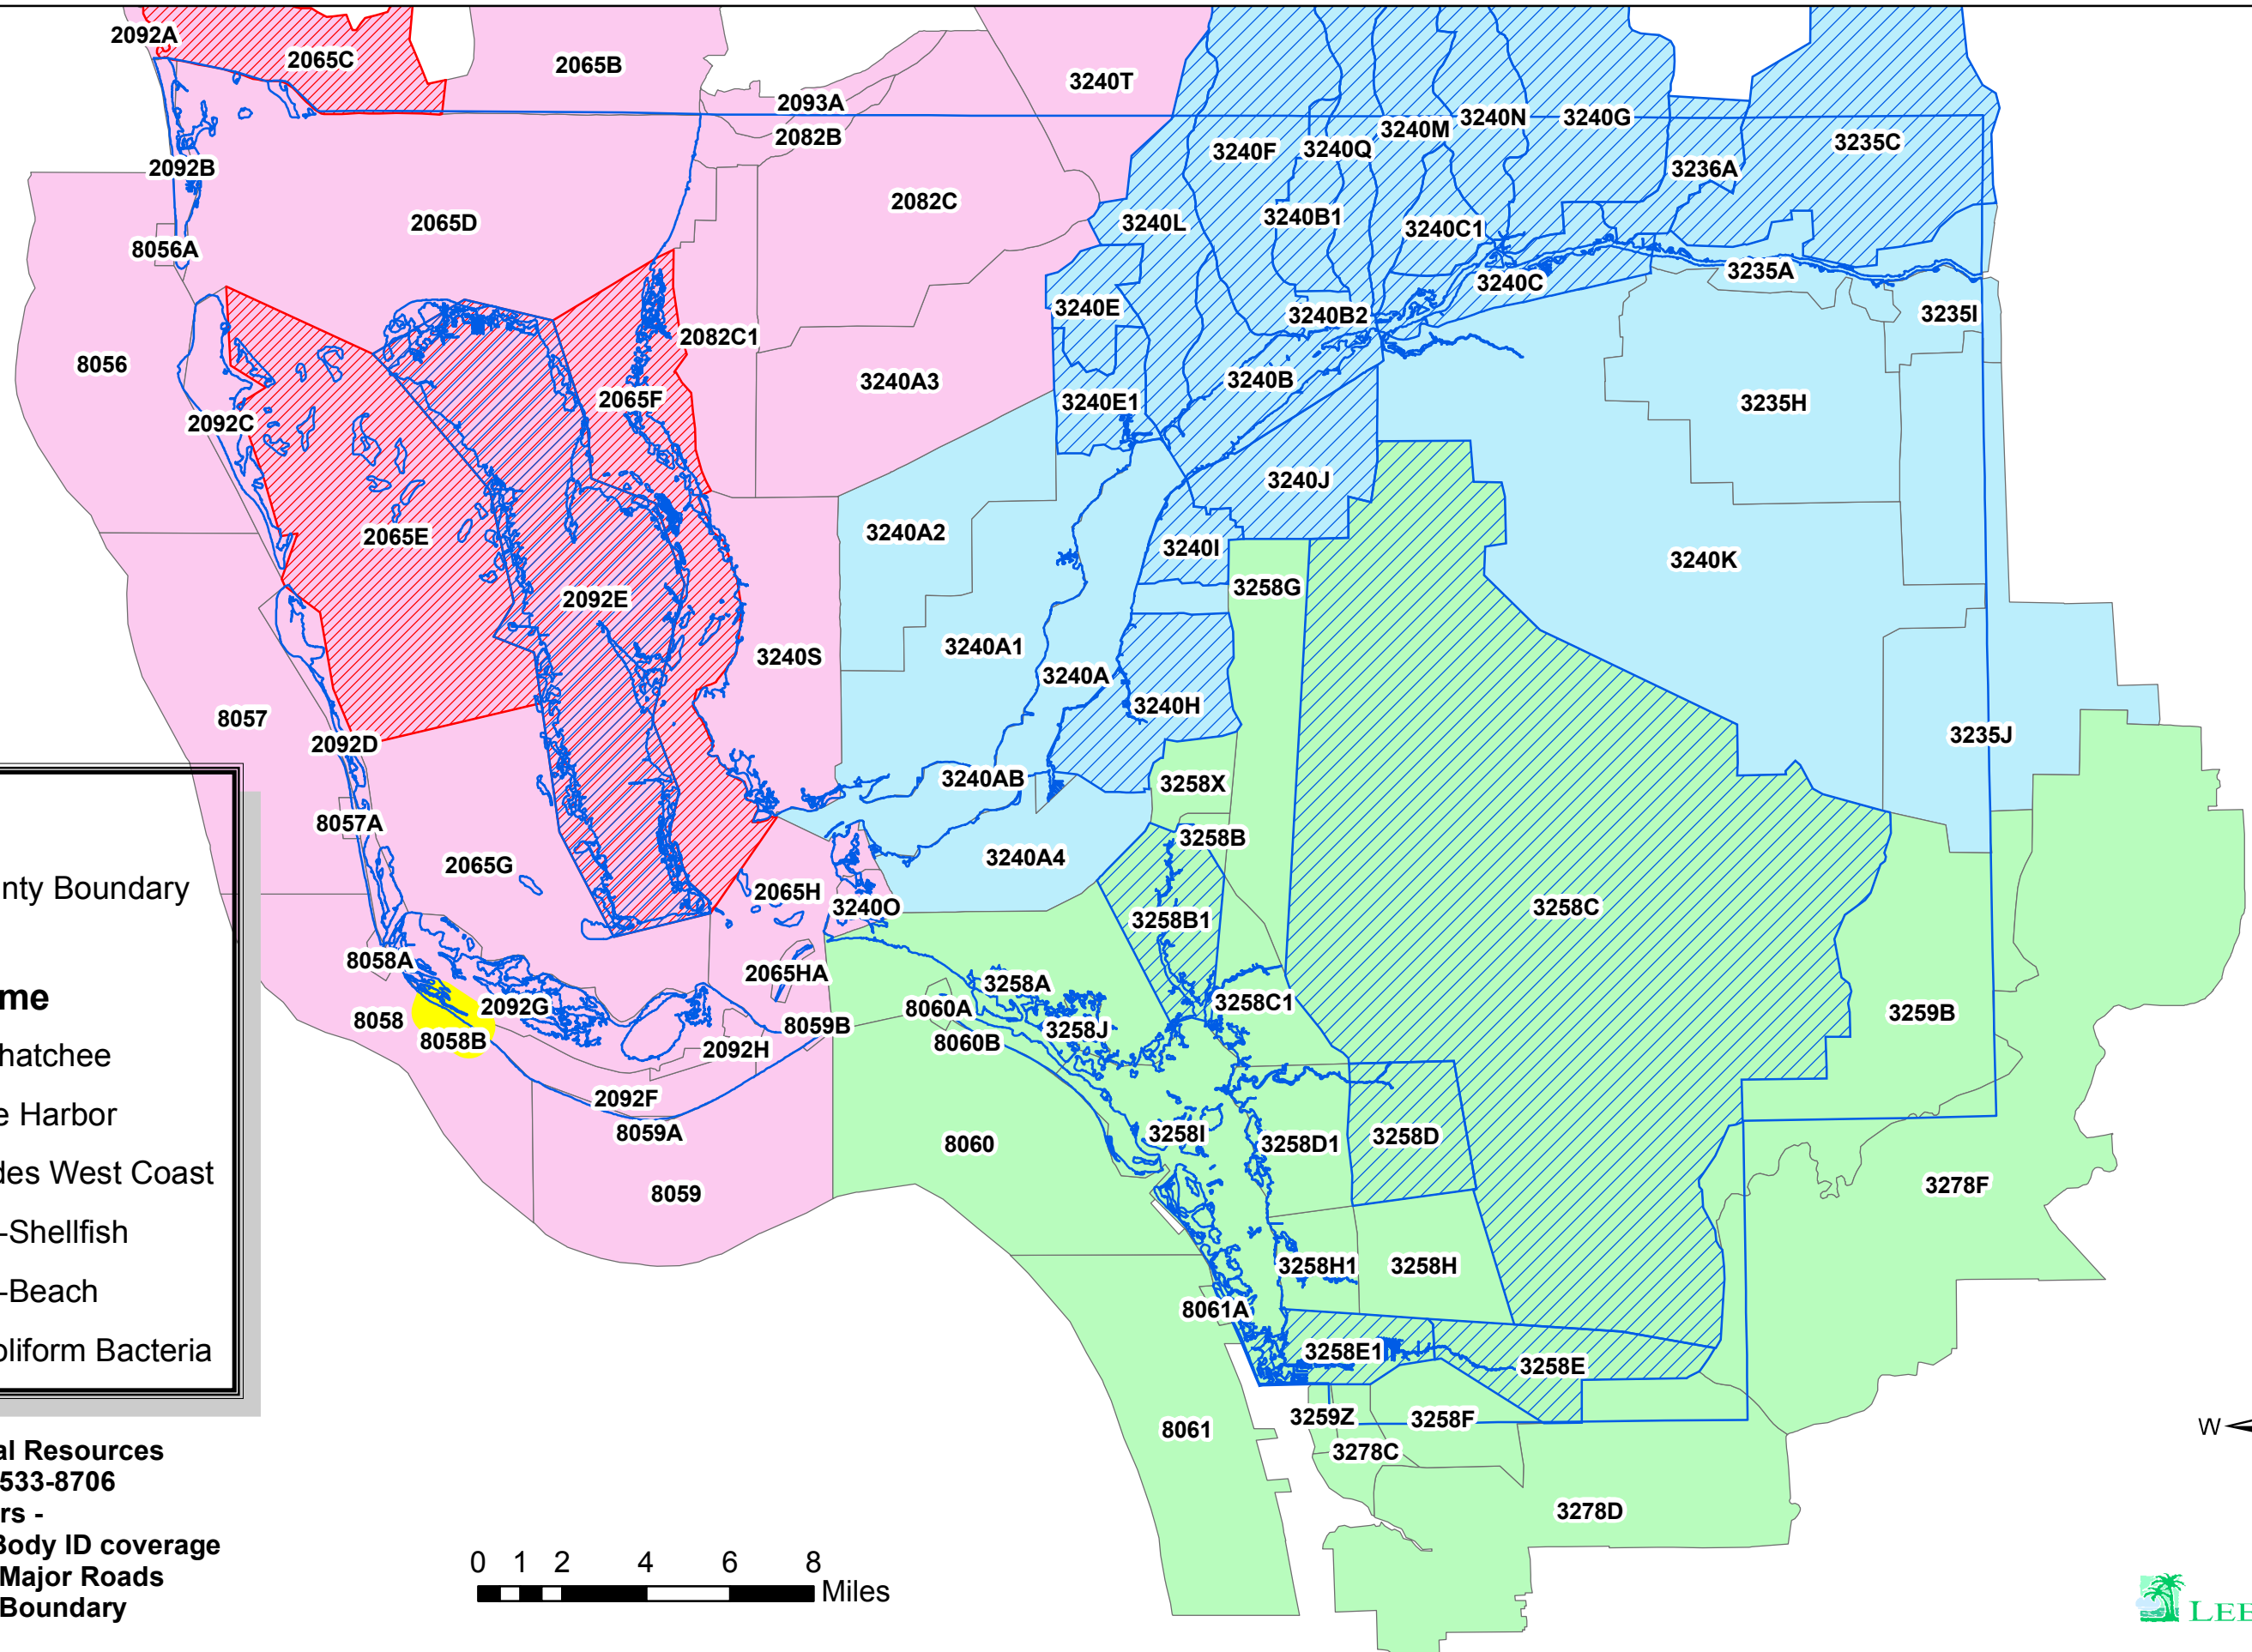 2092A
2065C
2065B
3240T
2093A
2082B
3240F
3240Q
3240M
3240N
3240G
3235C
3236A
2092B
2065D
2082C
3240L
3240B1
3240C1
8056A
3235A
3240C
3240E
3240B2
3235I
8056
2082C1
3240A3
3240B
2065F
3240E1
3235H
2092C
3240J
2065E
3240A2
3240I
3240K
3258G
2092E
3240S
3240A1
3240A
3240H
8057
2092D
3235J
3240AB
3258X
8057A
3258B
2065G
3240A4
2065H
3240O
3258B1
3258C
8058A
2065HA
3258A
2092G
8060A
3258C1
3259B
8058
8058B
8059B
3258J
8060B
2092H
2092F
8059A
8060
3258I
3258D1
3258D
8059
3278F
3258H1
3258H
8061A
3258E1
3258E
8061
3259Z
3258F
3278C
3278D
nty Boundary
me
hatchee
e Harbor
des West Coast
-Shellfish
-Beach
oliform Bacteria
al Resources
533-8706
rs -
Body ID coverage
Major Roads
Boundary
0 1 2 4 6 8
Miles
W
LEE